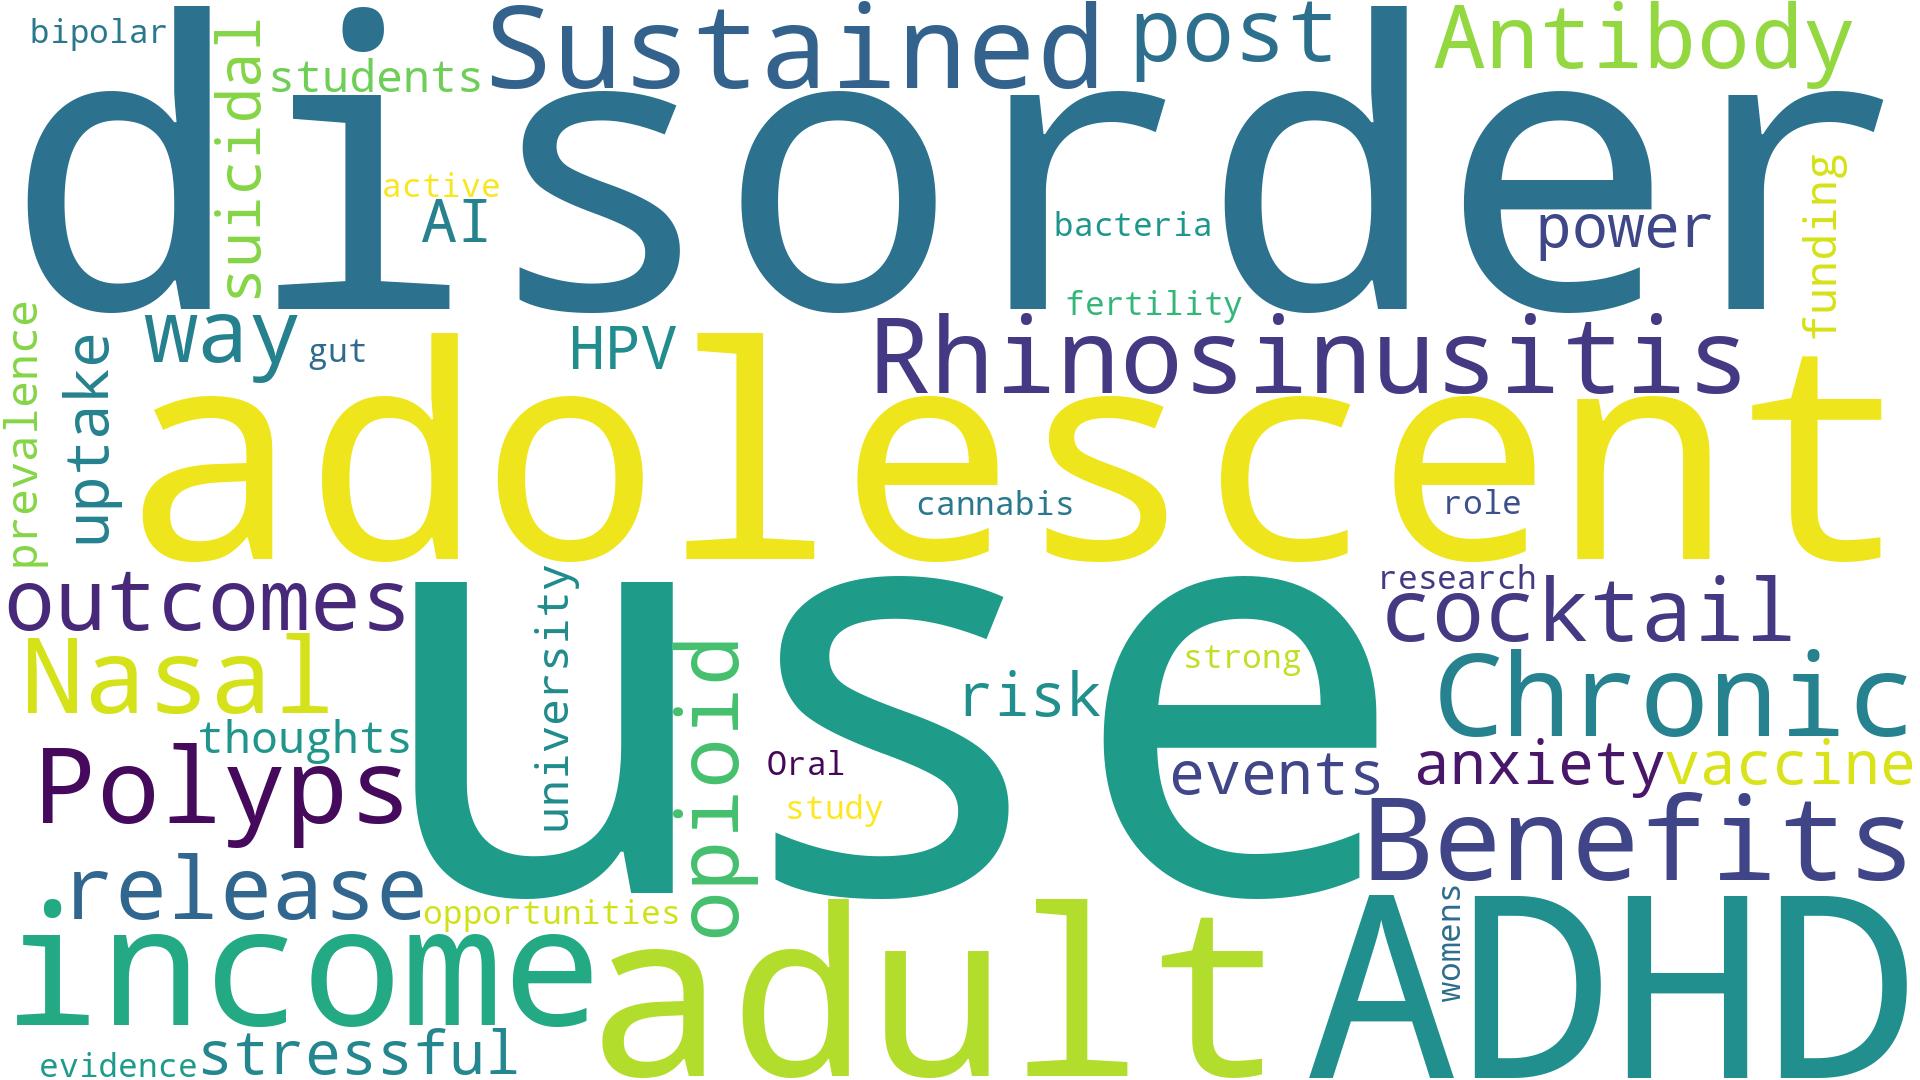 bipolar
suicidal
students
Sustained
post
Antibody
disorder
active
AI
bacteria
power
funding
fertility
prevalence
uptake
way
gut
HPV
Rhinosinusitis
adolescent
cannabis
role
outcomes
university
research
cocktail
use
Nasal
opioid
risk
strong
Chronic
thoughts
Polyps
Oral
study
events
anxiety
vaccine
Benefits
release
opportunities
income
adult
womens
ADHD
evidence
stressful